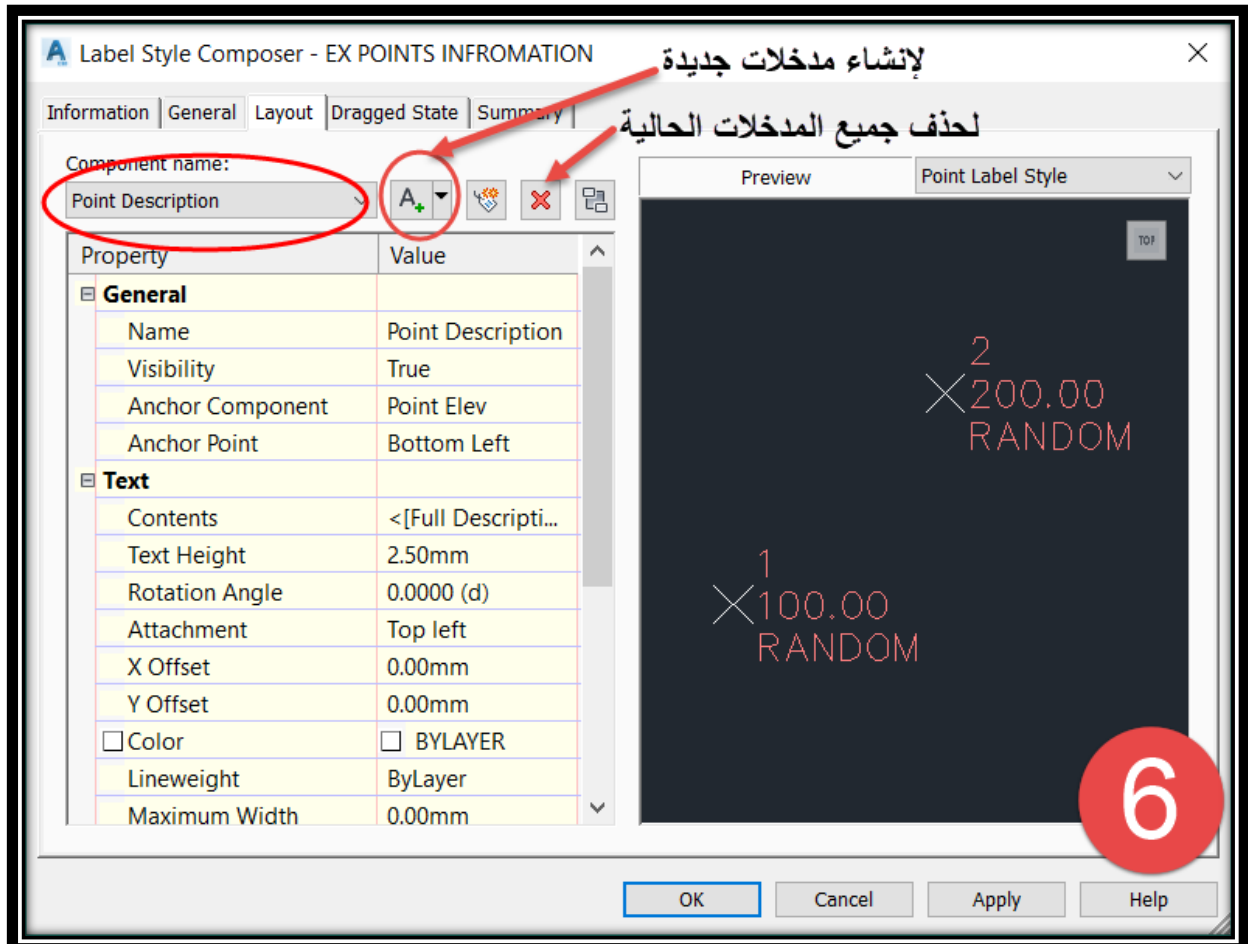 Label Style Composer - EX POINTS INFROMATION
لإنشاء مدخلات جديدة
Information General Layout Dragged State Summary
لحذف جميع المدخلات الحالية
Component name:
Preview
Point Label Style
Point Description
A+
TOP
Property Value
General
Name Point Description
Visibility True
Anchor Component Point Elev
Anchor Point Bottom Left
Text
Contents <[Full Descripti...
Text Height 2.50mm
Rotation Angle 0.0000 (d)
Attachment Top left
X Offset 0.00mm
Y Offset 0.00mm
Color BYLAYER
Lineweight ByLayer
Maximum Width 0.00mm
2
200.00
RANDOM
1
100.00
RANDOM
6
OK Cancel Apply Help